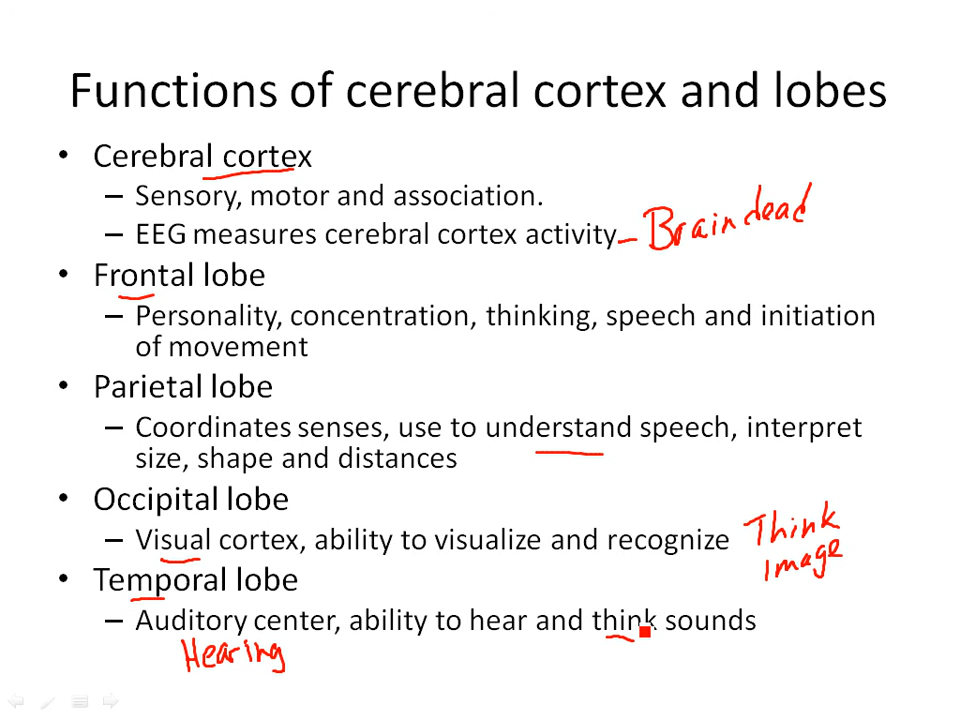 Functions of cerebral cortex and lobes
• Cerebral cortex
– Sensory, motor and association.
– EEG measures cerebral cortex activity – Brain dead
• Frontal lobe
– Personality, concentration, thinking, speech and initiation
of movement
• Parietal lobe
– Coordinates senses, use to understand speech, interpret
size, shape and distances
• Occipital lobe
– Visual cortex, ability to visualize and recognize Think
Image
• Temporal lobe
– Auditory center, ability to hear and think sounds
Hearing